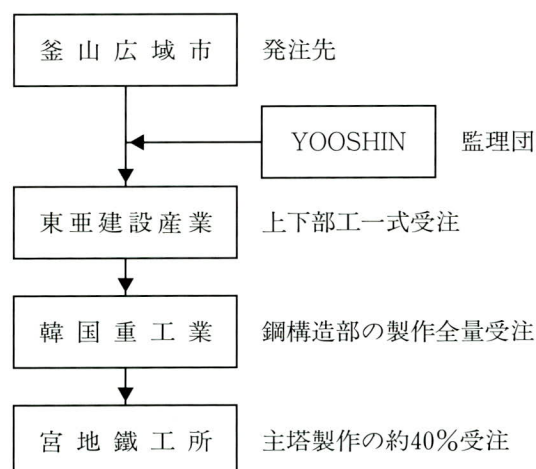 釜山広域市 発注先
YOOSHIN 監理団
東亜建設産業 上下部工一式受注
韓国重工業 鋼構造部の製作全量受注
宮地鐵工所 主塔製作の約40%受注